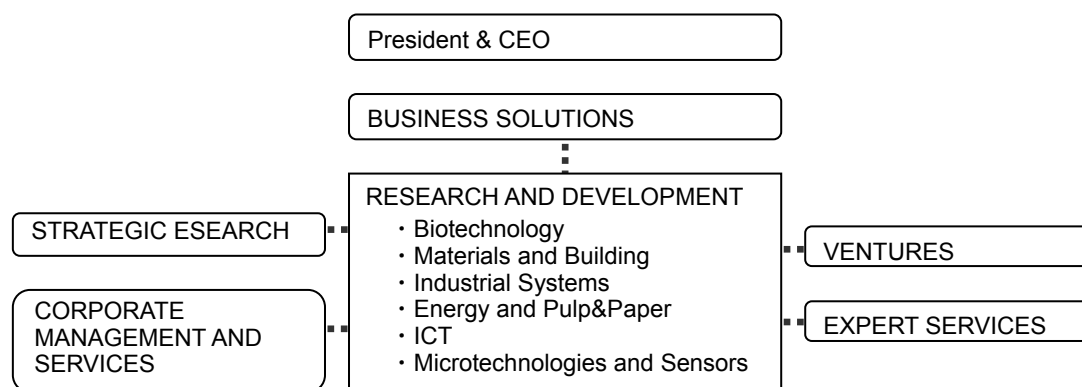 President & CEO
BUSINESS SOLUTIONS
RESEARCH AND DEVELOPMENT
・Biotechnology
・Materials and Building
・Industrial Systems
・Energy and Pulp&Paper
・ICT
・Microtechnologies and Sensors
STRATEGIC ESEARCH
CORPORATE
MANAGEMENT AND
SERVICES
VENTURES
EXPERT SERVICES